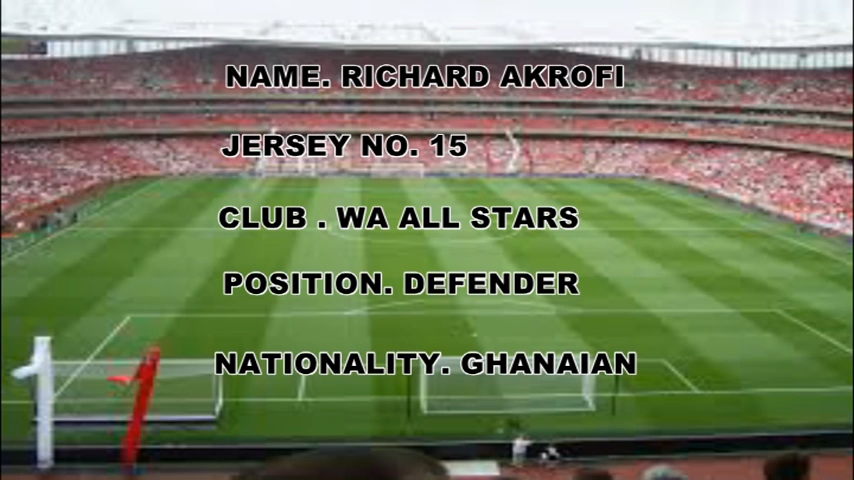 NAME. RICHARD AKROFI
JERSEY NO. 15
CLUB . WA ALL STARS
POSITION. DEFENDER
NATIONALITY. GHANAIAN